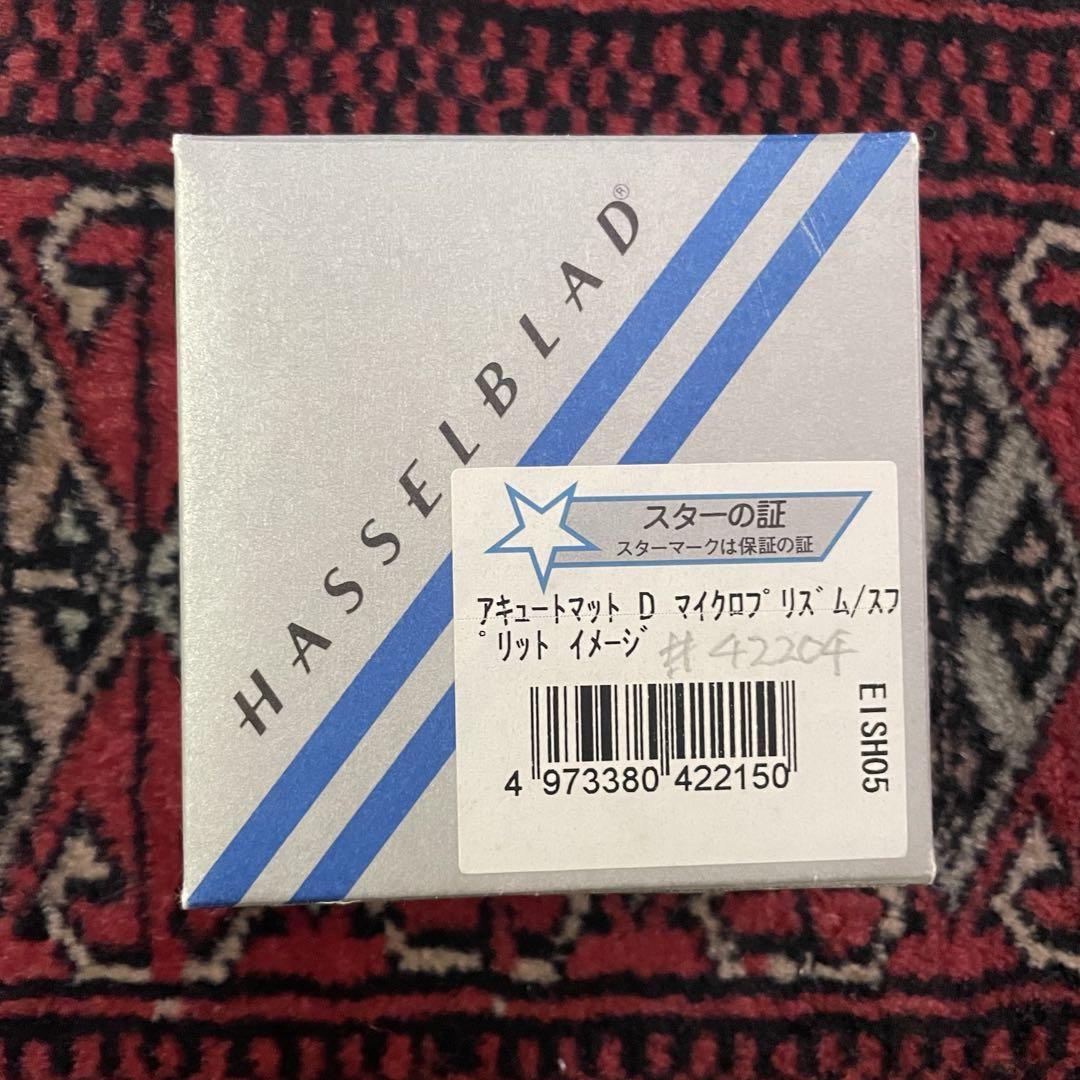 HASSELBLAD®
スターの証
スターマークは保証の証
アキュートマット D マイクロプリズム/スフ
゜リット イメージ
#42204
4 973380 422150
EISH05